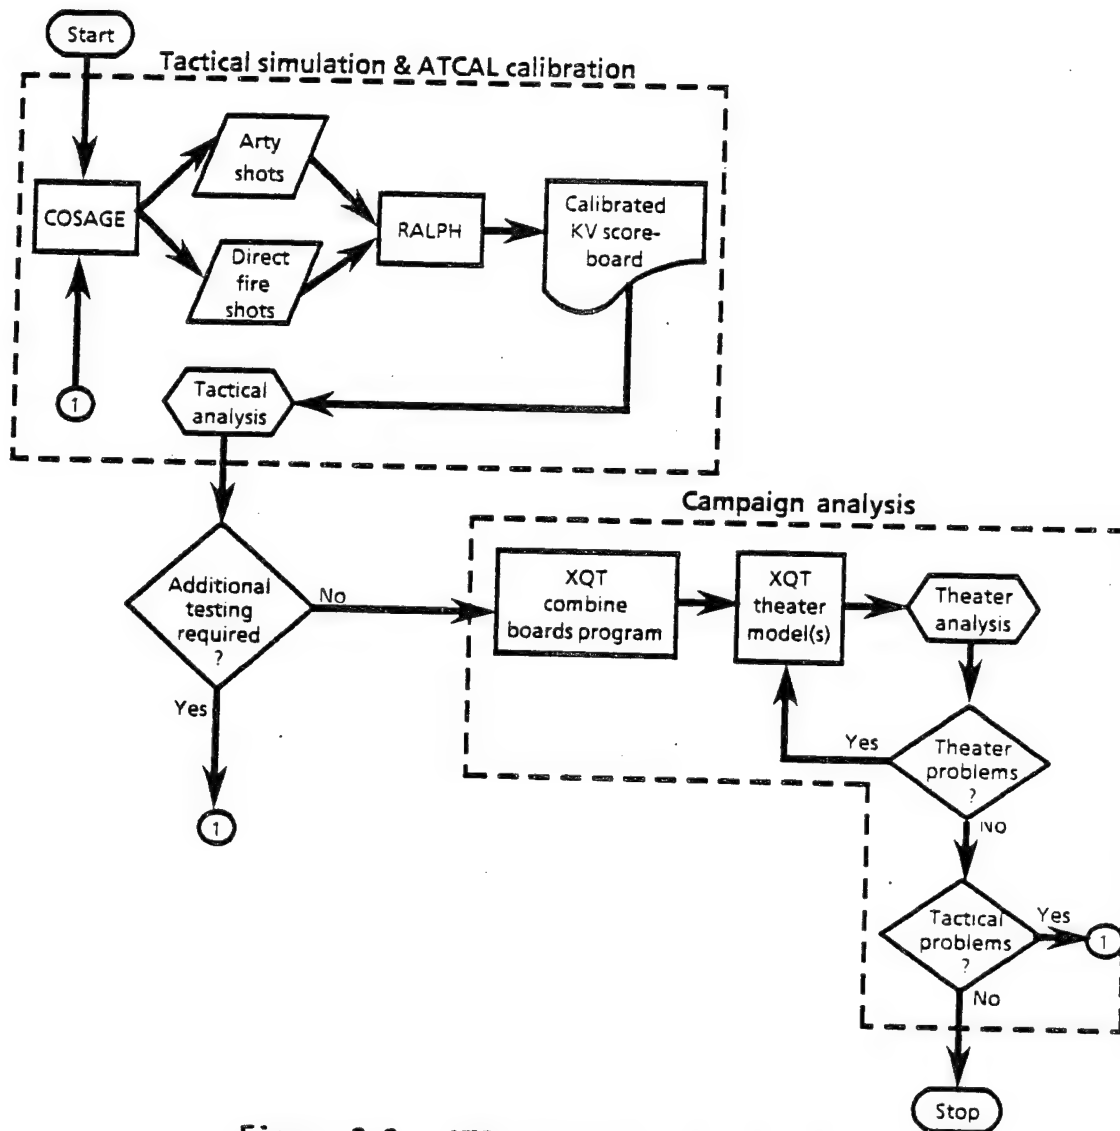 Start
Tactical simulation & ATCAL calibration
Arty
shots
COSAGE
RALPH
Calibrated
KV score-
board
Direct
fire
shots
1
Tactical
analysis
Campaign analysis
Additional
testing
required
?
No
Yes
1
XQT
combine
boards program
XQT
theater
model(s)
Theater
analysis
Yes
Theater
problems
?
No
Tactical
problems
?
Yes
1
No
Stop